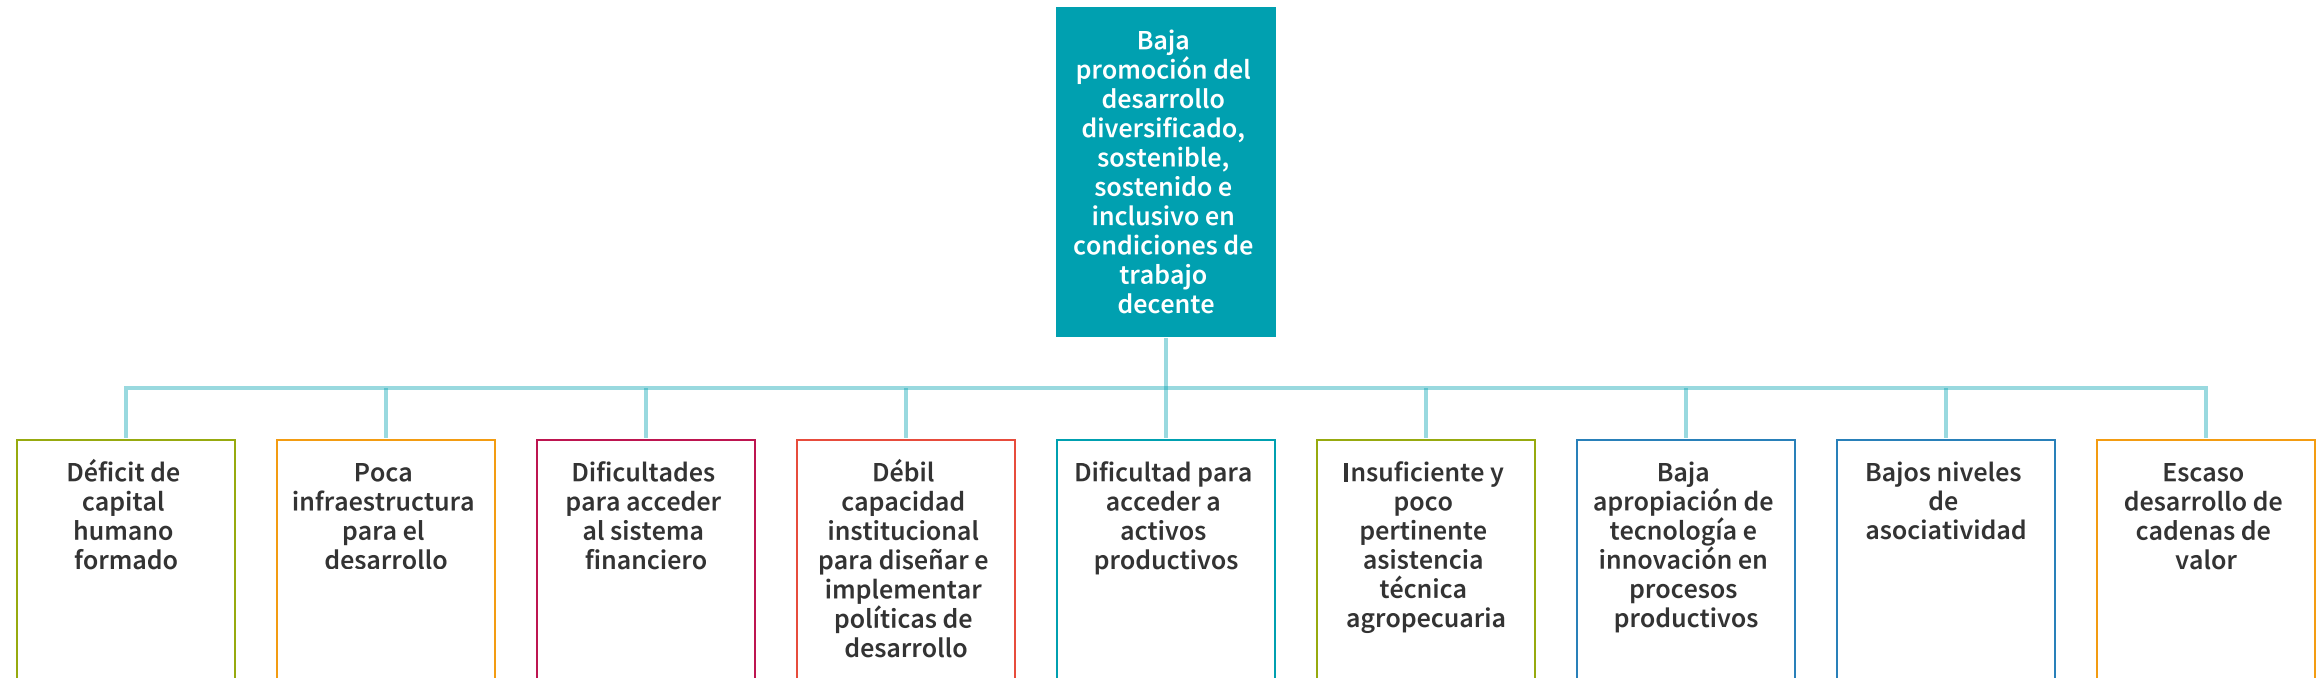 Baja
promoción del
desarrollo
diversificado,
sostenible,
sostenido e
inclusivo en
condiciones de
trabajo
decente
Déficit de
capital
humano
formado
Poca
infraestructura
para el
desarrollo
Dificultades
para acceder
al sistema
financiero
Débil
capacidad
institucional
para diseñar e
implementar
políticas de
desarrollo
Dificultad para
acceder a
activos
productivos
Insuficiente y
poco
pertinente
asistencia
técnica
agropecuaria
Baja
apropiación de
tecnología e
innovación en
procesos
productivos
Bajos niveles
de
asociatividad
Escaso
desarrollo de
cadenas de
valor